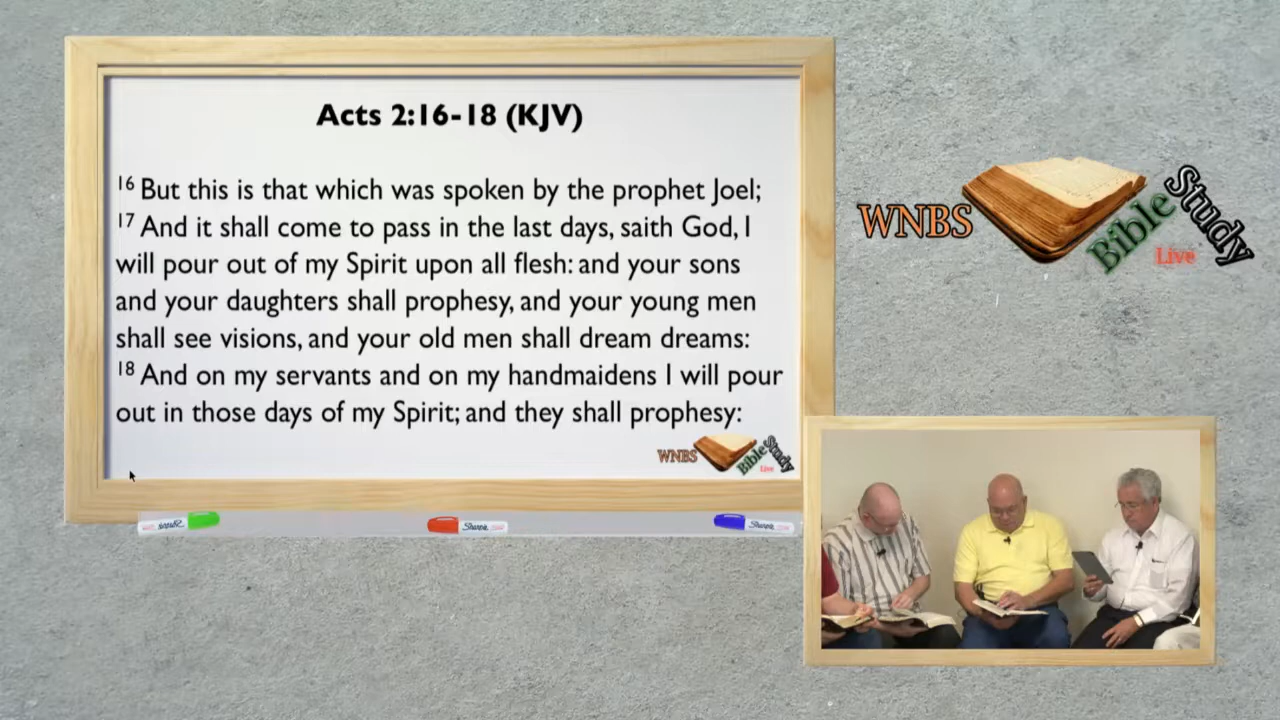 Acts 2:16-18 (KJV)
16 But this is that which was spoken by the prophet Joel;
17 And it shall come to pass in the last days, saith God, I
will pour out of my Spirit upon all flesh: and your sons
and your daughters shall prophesy, and your young men
shall see visions, and your old men shall dream dreams:
18 And on my servants and on my handmaidens I will pour
out in those days of my Spirit; and they shall prophesy:
WNBS Bible Study
Live
WNBS Bible Study
Live
Sharpie
Sharpie
Sharpie